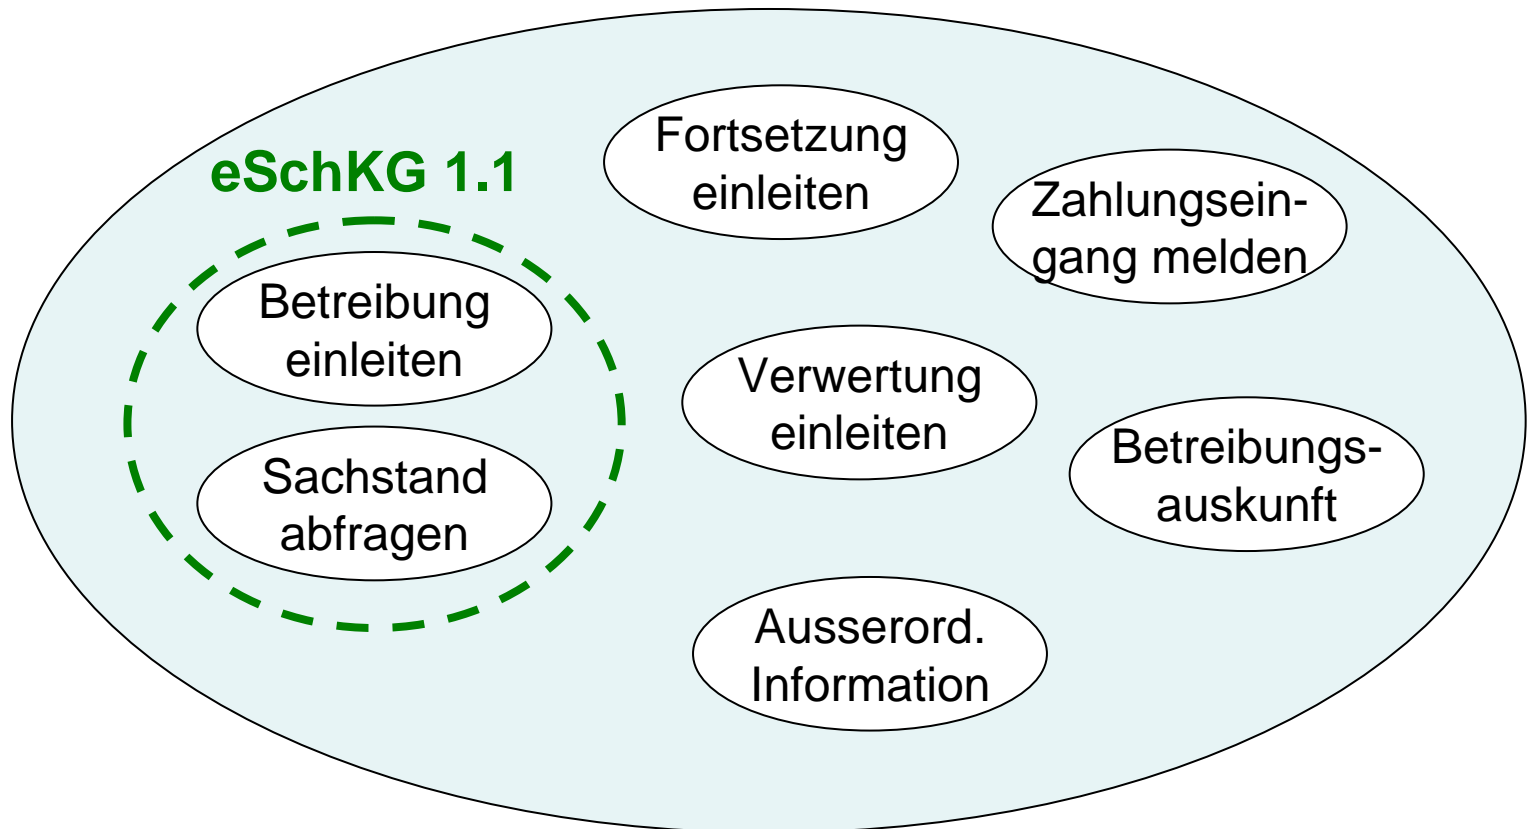 eSchKG 1.1
Betreibung
einleiten
Sachstand
abfragen
Fortsetzung
einleiten
Zahlungsein-
gang melden
Verwertung
einleiten
Betreibungs-
auskunft
Ausserord.
Information